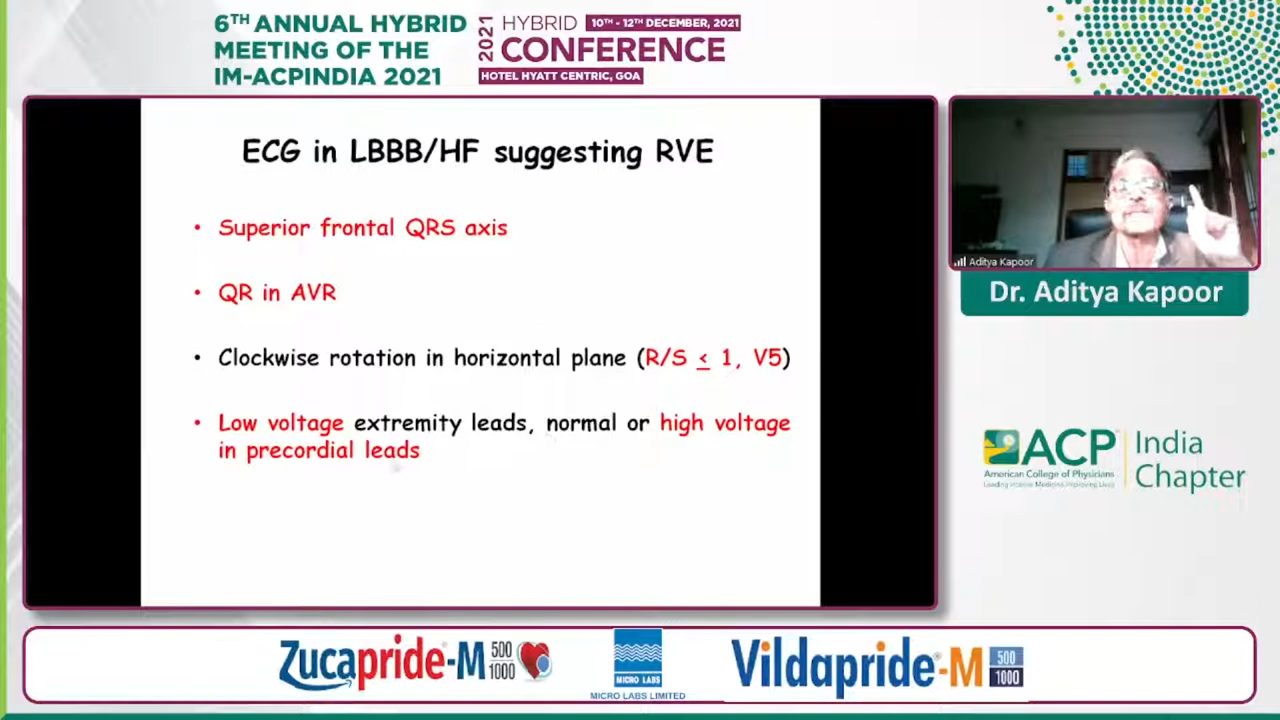 6TH ANNUAL HYBRID
MEETING OF THE
IM-ACPINDIA 2021
2021
HYBRID 10TH - 12TH DECEMBER, 2021
CONFERENCE
HOTEL HYATT CENTRIC, GOA
ECG in LBBB/HF suggesting RVE
• Superior frontal QRS axis
• QR in AVR
• Clockwise rotation in horizontal plane (R/S ≤ 1, V5)
• Low voltage extremity leads, normal or high voltage
in precordial leads
Aditya Kapoor
Dr. Aditya Kapoor
ACP
American College of Physicians
Leading Internal Medicine, Improving Lives
India
Chapter
Zucapride-M 500
1000
MICRO LABS
MICRO LABS LIMITED
Vildapride®-M 500
1000